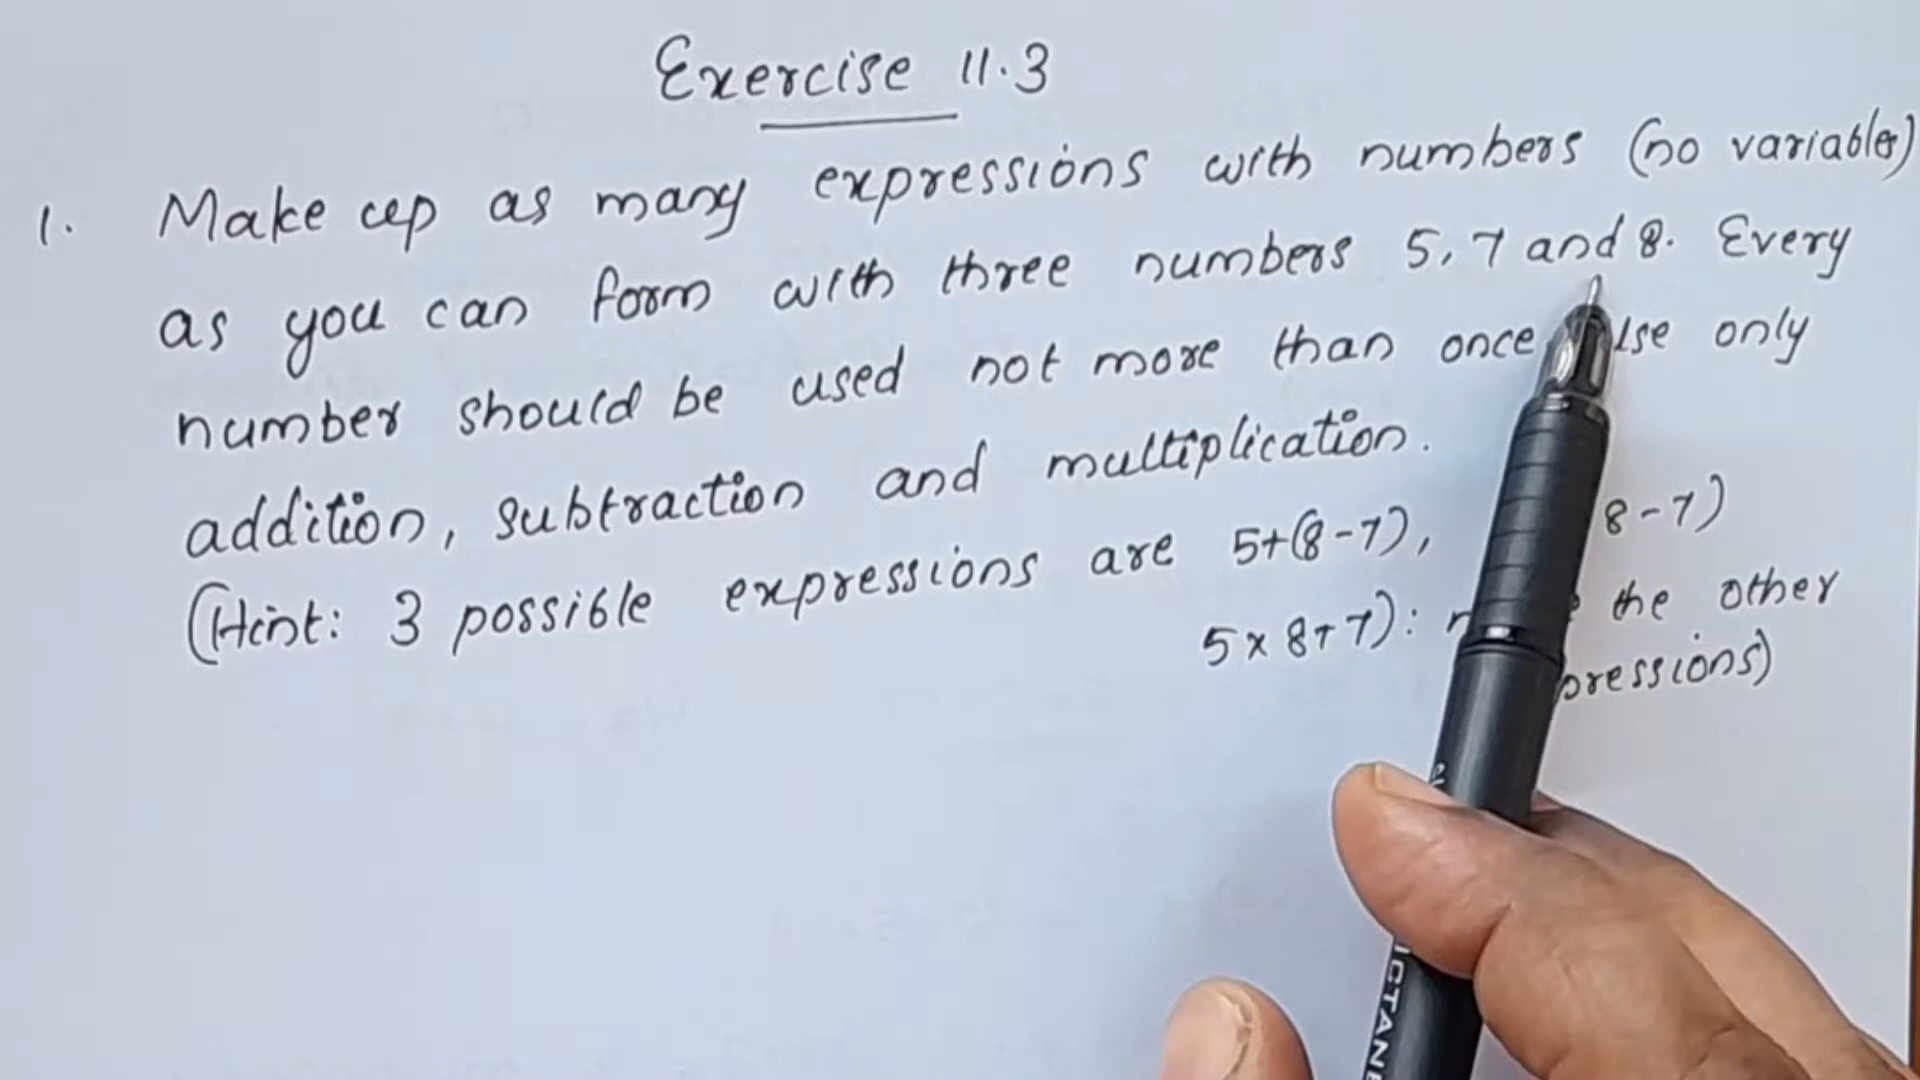 Exercise 11.3
1. Make up as many expressions with numbers (no variables)
as you can form with three numbers 5, 7 and 8. Every
number should be used not more than once use only
addition, subtraction and multiplication.
(Hint: 3 possible expressions are 5+(8-7), 8-7)
5×8+7): the other
pressions)